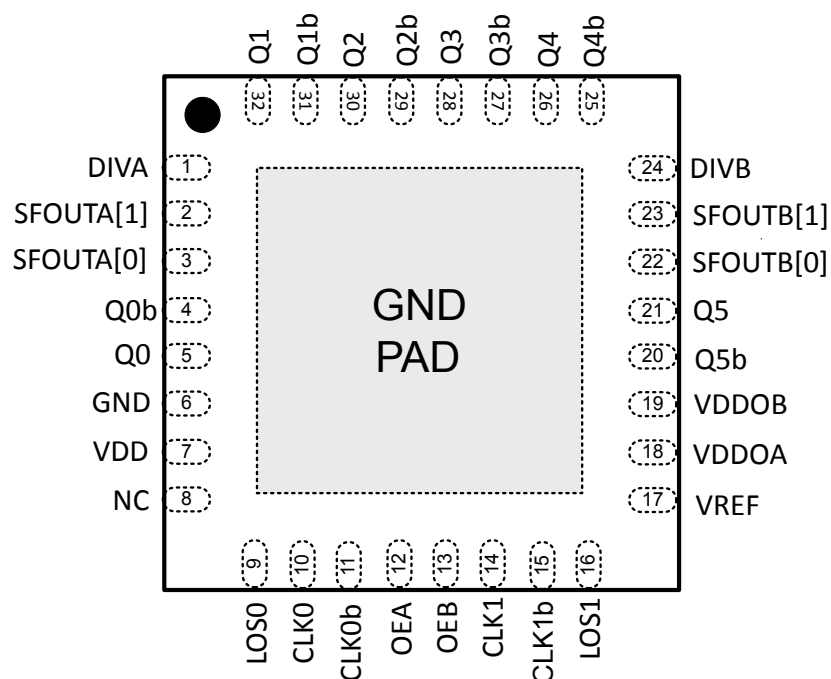 Q1 Q1b Q2 Q2b Q3 Q3b Q4 Q4b
32 31 30 29 28 27 26 25
DIVA 1 24 DIVB
SFOUTA[1] 2 23 SFOUTB[1]
SFOUTA[0] 3 22 SFOUTB[0]
Q0b 4 21 Q5
GND
Q0 5 20 Q5b
PAD
GND 6 19 VDDOB
VDD 7 18 VDDOA
NC 8 17 VREF
9 10 11 12 13 14 15 16
LOS0 CLK0 CLK0b OEA OEB CLK1 CLK1b LOS1